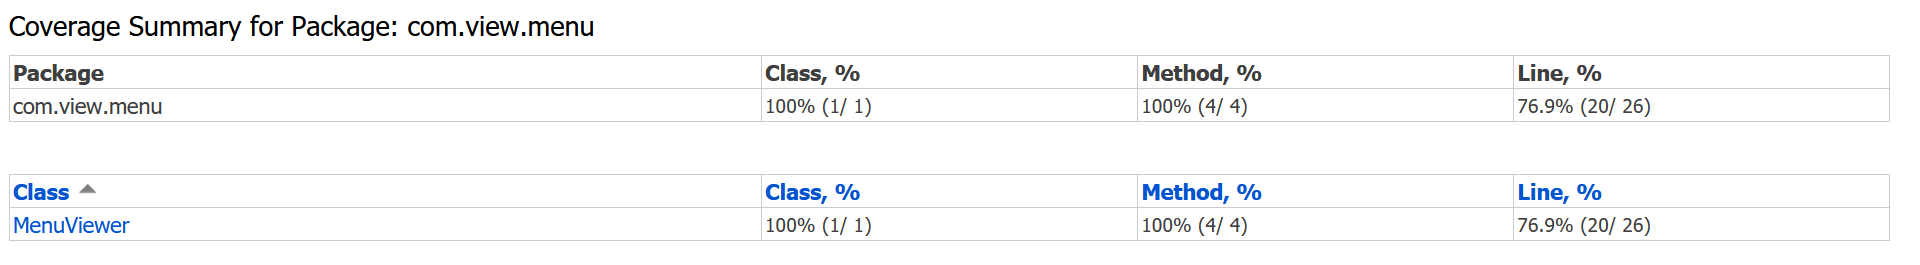 Coverage Summary for Package: com.view.menu
Package Class, % Method, % Line, %
com.view.menu 100% (1/ 1) 100% (4/ 4) 76.9% (20/ 26)
Class Class, % Method, % Line, %
MenuViewer 100% (1/ 1) 100% (4/ 4) 76.9% (20/ 26)